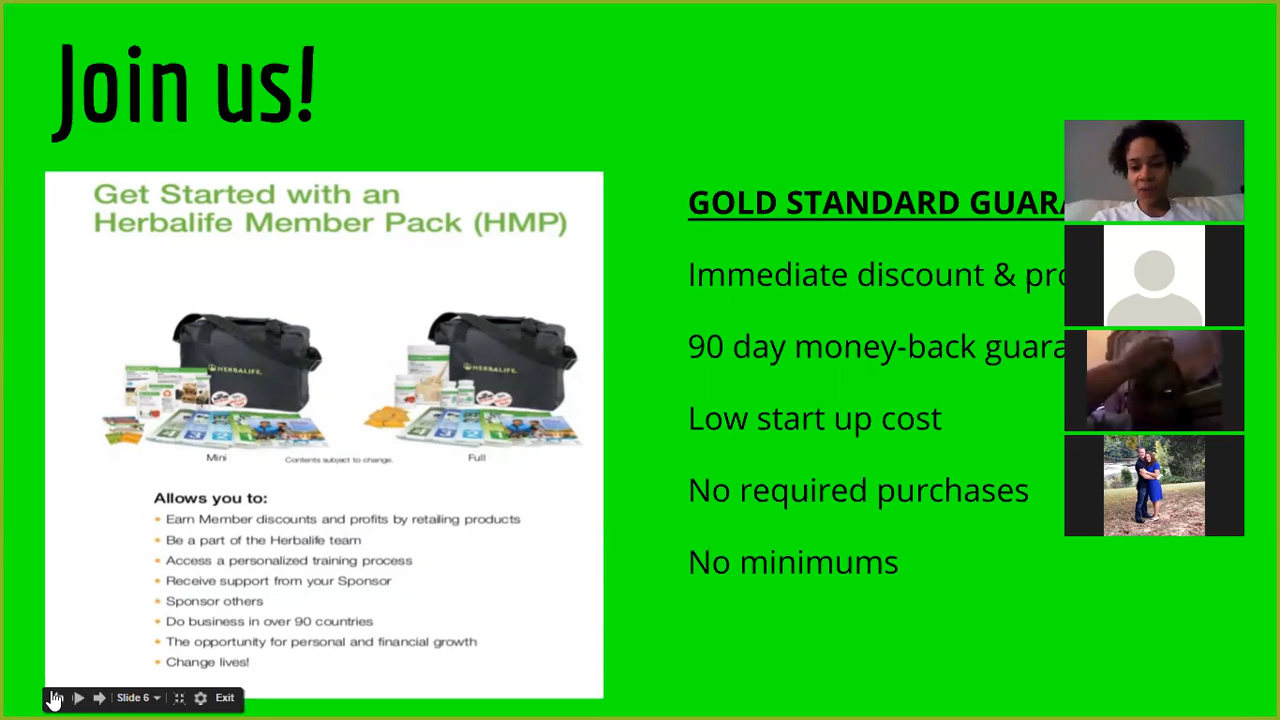 Join us!
Get Started with an
Herbalife Member Pack (HMP)
HERBALIFE.
HERBALIFE.
Mini
Contents subject to change.
Full
Allows you to:
• Earn Member discounts and profits by retailing products
• Be a part of the Herbalife team
• Access a personalized training process
• Receive support from your Sponsor
• Sponsor others
• Do business in over 90 countries
• The opportunity for personal and financial growth
• Change lives!
GOLD STANDARD
Immediate discount &
90 day money-back
Low start up cost
No required purchases
No minimums
Slide 6
Exit